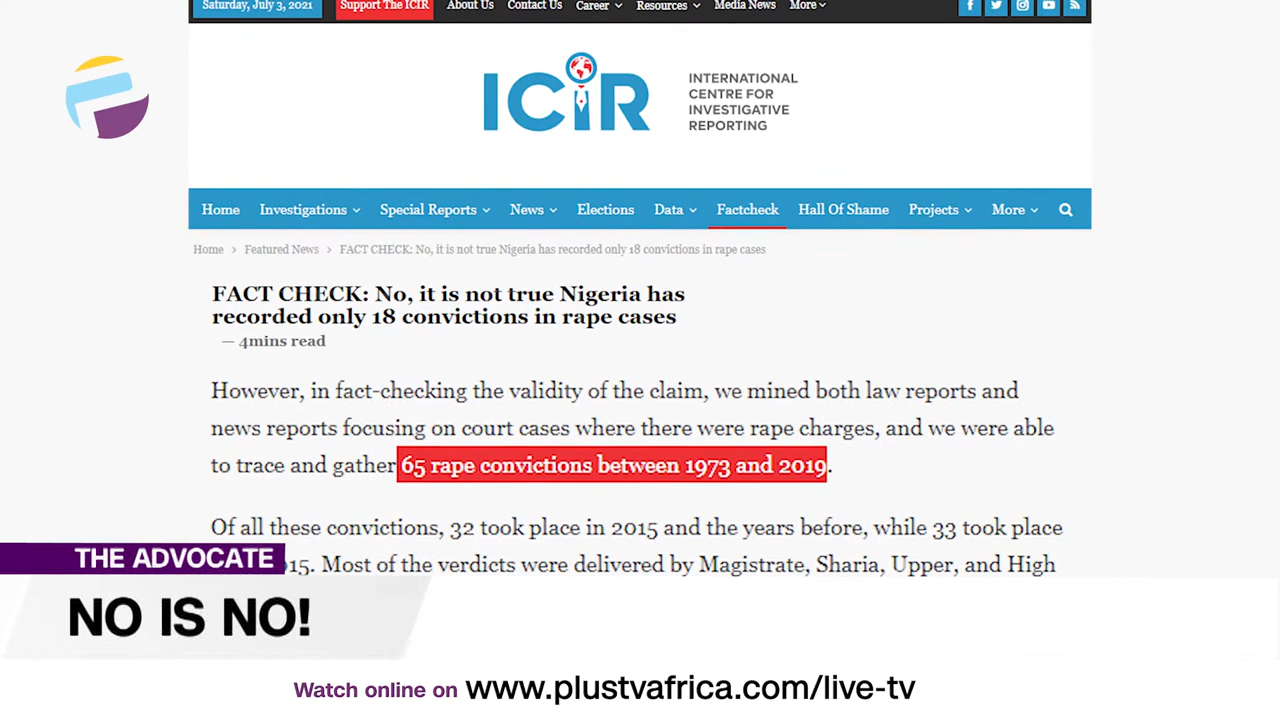 Saturday, July 3, 2021 Support The ICIR About Us Contact Us Career Resources Media News More
ICIR
INTERNATIONAL
CENTRE FOR
INVESTIGATIVE
REPORTING
Home Investigations Special Reports News Elections Data Factcheck Hall Of Shame Projects More
Home > Featured News > FACT CHECK: No, it is not true Nigeria has recorded only 18 convictions in rape cases
FACT CHECK: No, it is not true Nigeria has
recorded only 18 convictions in rape cases
— 4mins read
However, in fact-checking the validity of the claim, we mined both law reports and
news reports focusing on court cases where there were rape charges, and we were able
to trace and gather 65 rape convictions between 1973 and 2019.
Of all these convictions, 32 took place in 2015 and the years before, while 33 took place
15. Most of the verdicts were delivered by Magistrate, Sharia, Upper, and High
THE ADVOCATE
NO IS NO!
Watch online on www.plustvafrica.com/live-tv